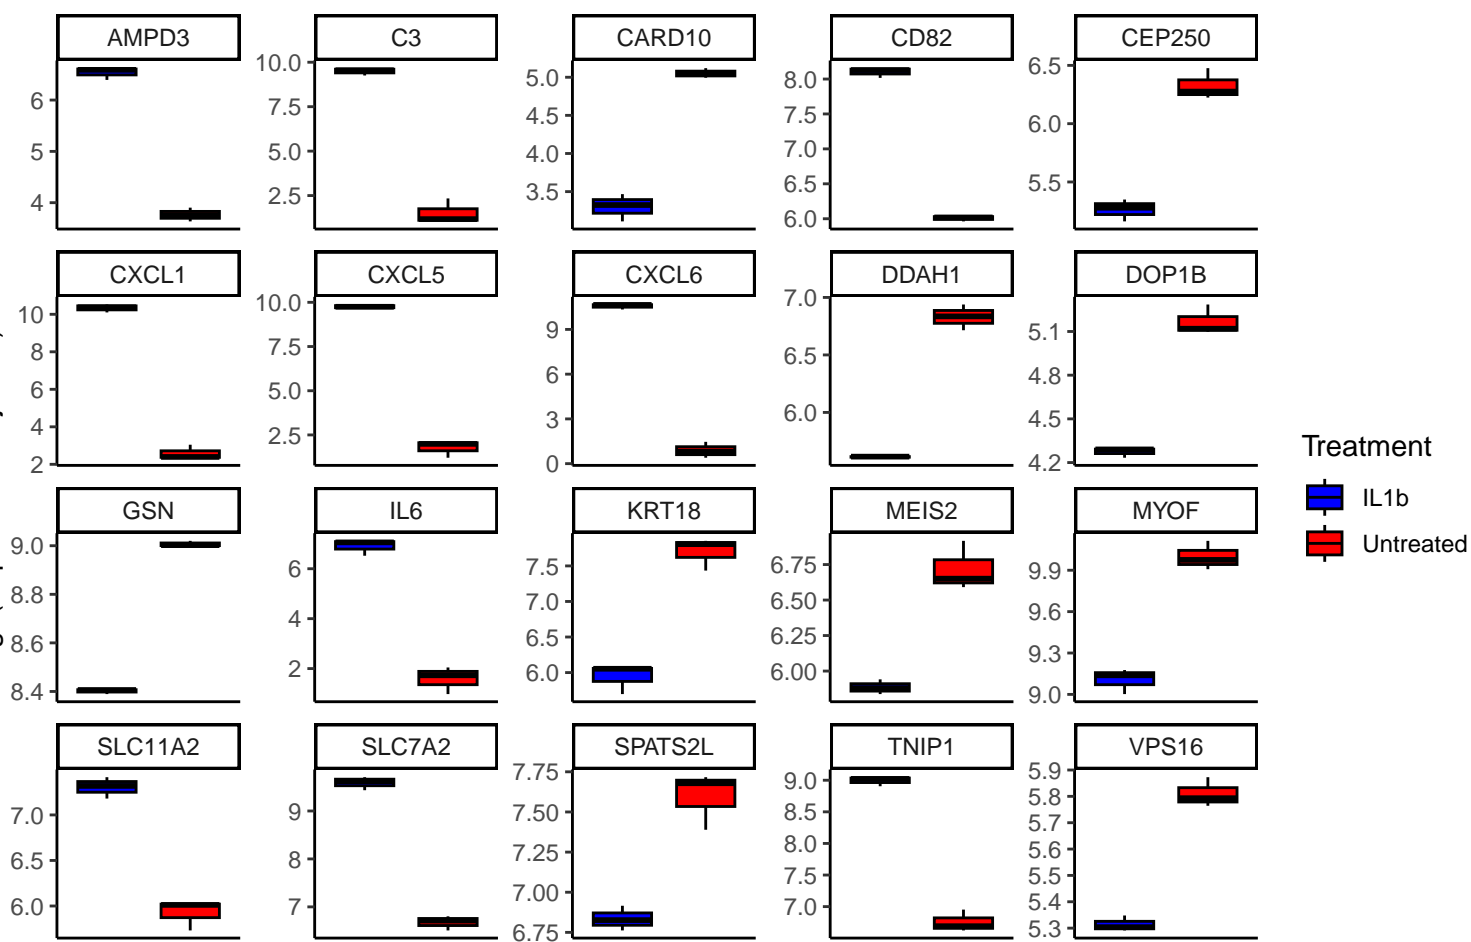 AMPD3 C3 CARD10 CD82 CEP250
6 5 4
10.0 7.5 5.0 2.5
5.0 4.5 4.0 3.5
8.0 7.5 7.0 6.5 6.0
6.5 6.0 5.5
CXCL1 CXCL5 CXCL6 DDAH1 DOP1B
10 8 6 4 2
10.0 7.5 5.0 2.5
9 6 3 0
7.0 6.5 6.0
5.1 4.8 4.5 4.2
GSN IL6 KRT18 MEIS2 MYOF
9.0 8.8 8.6 8.4
6 4 2
7.5 7.0 6.5 6.0
6.75 6.50 6.25 6.00
9.9 9.6 9.3 9.0
SLC11A2 SLC7A2 SPATS2L TNIP1 VPS16
7.0 6.5 6.0
9 8 7
7.75 7.50 7.25 7.00 6.75
9.0 8.5 8.0 7.5 7.0
5.9 5.8 5.7 5.6 5.5 5.4 5.3
Treatment
IL1b
Untreated